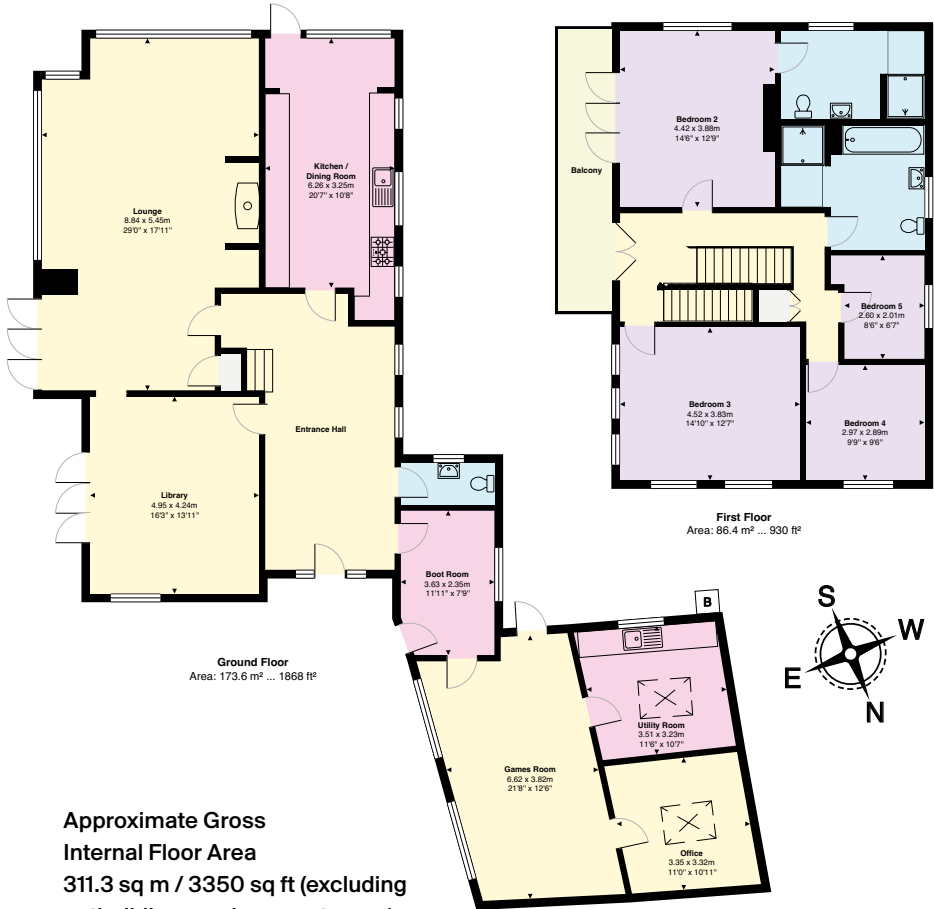 Kitchen /
Dining Room
6.26 x 3.25m
20'7" x 10'8"
Lounge
8.84 x 5.45m
29'0" x 17'11"
Entrance Hall
Library
4.95 x 4.24m
16'3" x 13'11"
Boot Room
3.63 x 2.35m
11'11" x 7'9"
Ground Floor
Area: 173.6 m² ... 1868 ft²
Games Room
6.62 x 3.82m
21'8" x 12'6"
Utility Room
3.51 x 3.23m
11'6" x 10'7"
Office
3.35 x 3.32m
11'0" x 10'11"
B
Balcony
Bedroom 2
4.42 x 3.88m
14'6" x 12'9"
Bedroom 5
2.60 x 2.01m
8'6" x 6'7"
Bedroom 3
4.52 x 3.83m
14'10" x 12'7"
Bedroom 4
2.97 x 2.89m
9'9" x 9'6"
First Floor
Area: 86.4 m² ... 930 ft²
S
W
E
N
Approximate Gross
Internal Floor Area
311.3 sq m / 3350 sq ft (excluding